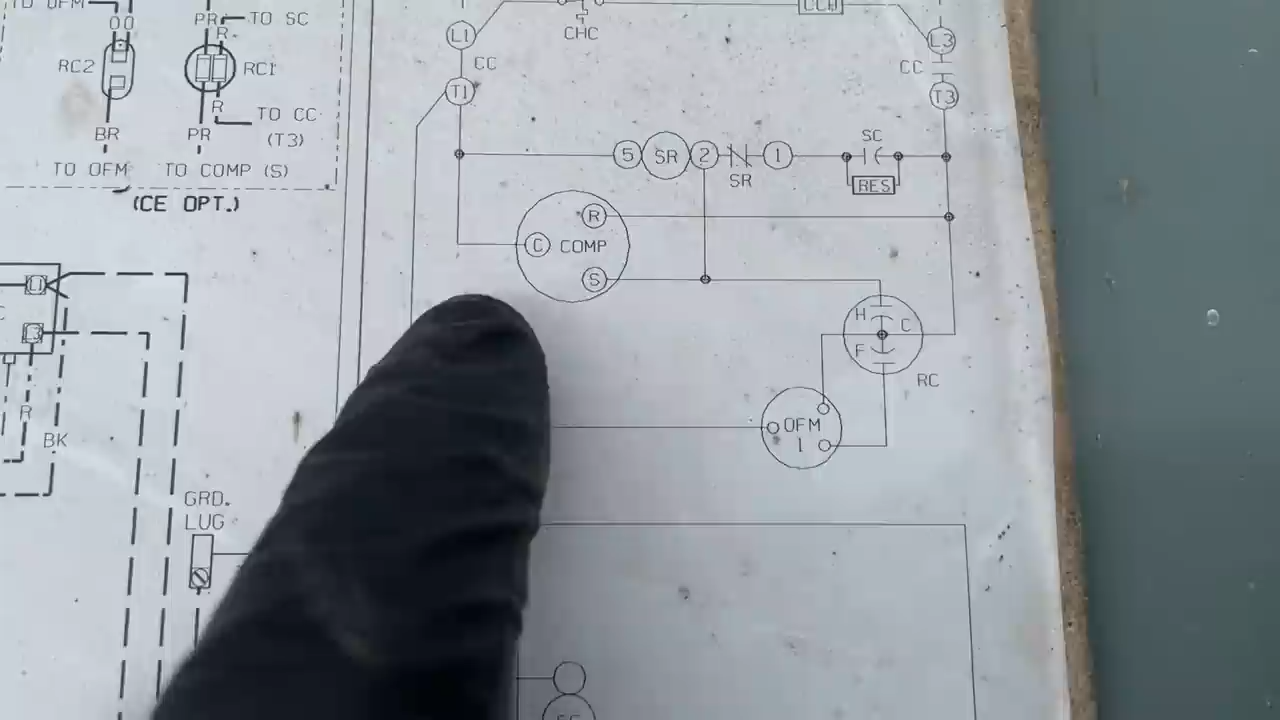 TO OFM
OO
PR
TO SC
R
RC2
RC1
R
TO CC
(T3)
BR
PR
TO OFM
TO COMP (S)
(CE OPT.)
C
R
BK
GRD.
LUG
CHC
CCH
L1
L3
CC
CC
T1
T3
SC
5
SR
2
1
SR
RES
R
C
COMP
S
H
C
F
RC
OFM
1